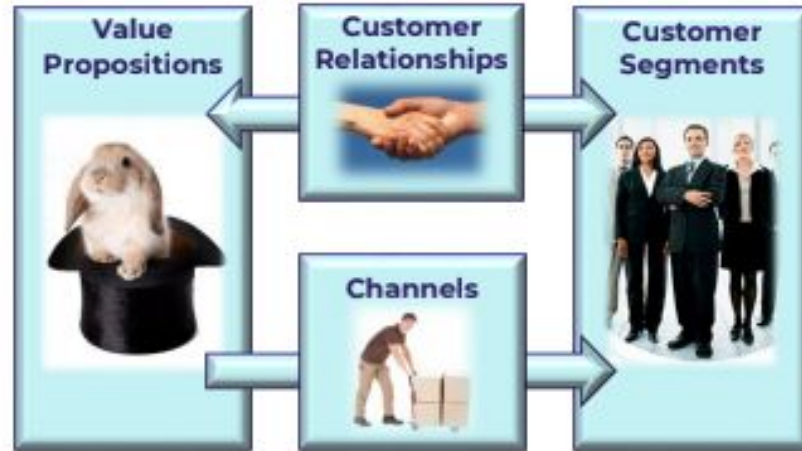 Value
Propositions
Customer
Relationships
Customer
Segments
Channels